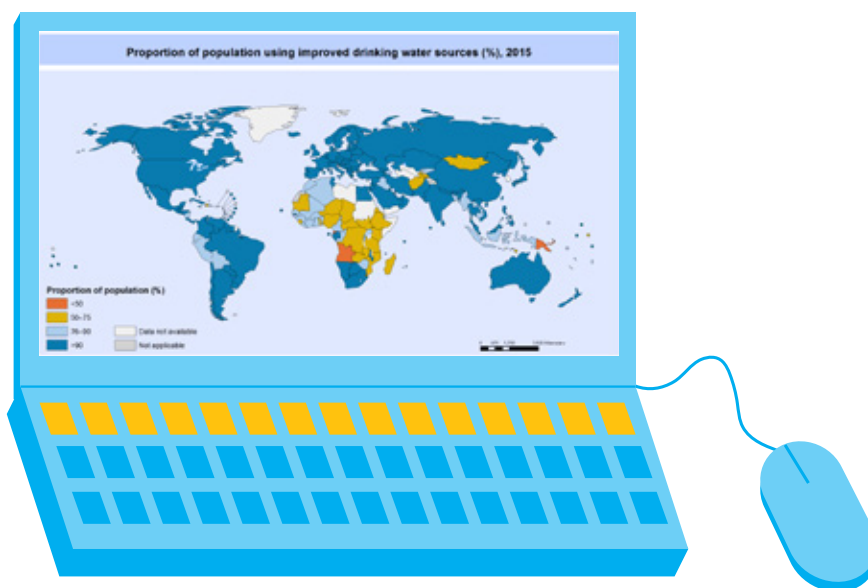 Proportion of population using improved drinking water sources (%), 2015
Proportion of population (%)
<50
50–75
76–90
>90
Data not available
Not applicable